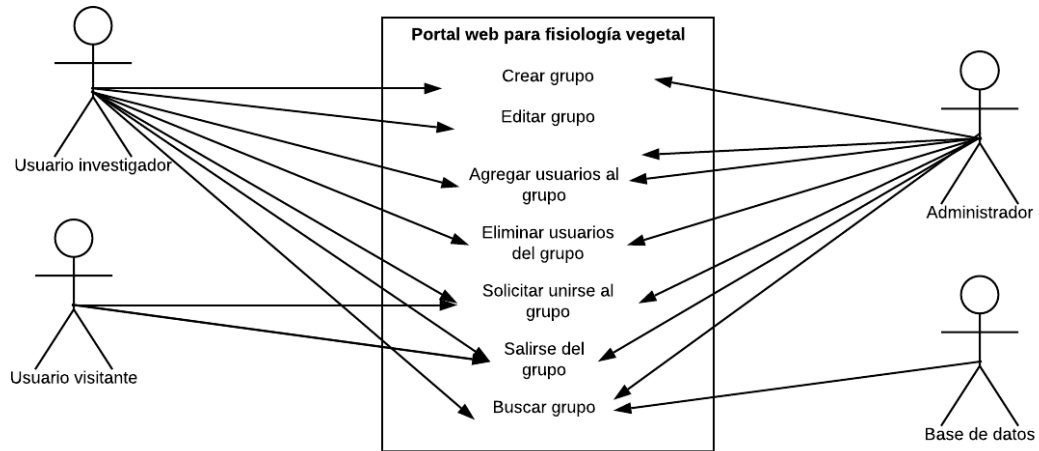 Portal web para fisiología vegetal
Crear grupo
Editar grupo
Usuario investigador
Agregar usuarios al
grupo
Administrador
Eliminar usuarios
del grupo
Solicitar unirse al
grupo
Usuario visitante
Salirse del
grupo
Buscar grupo
Base de datos